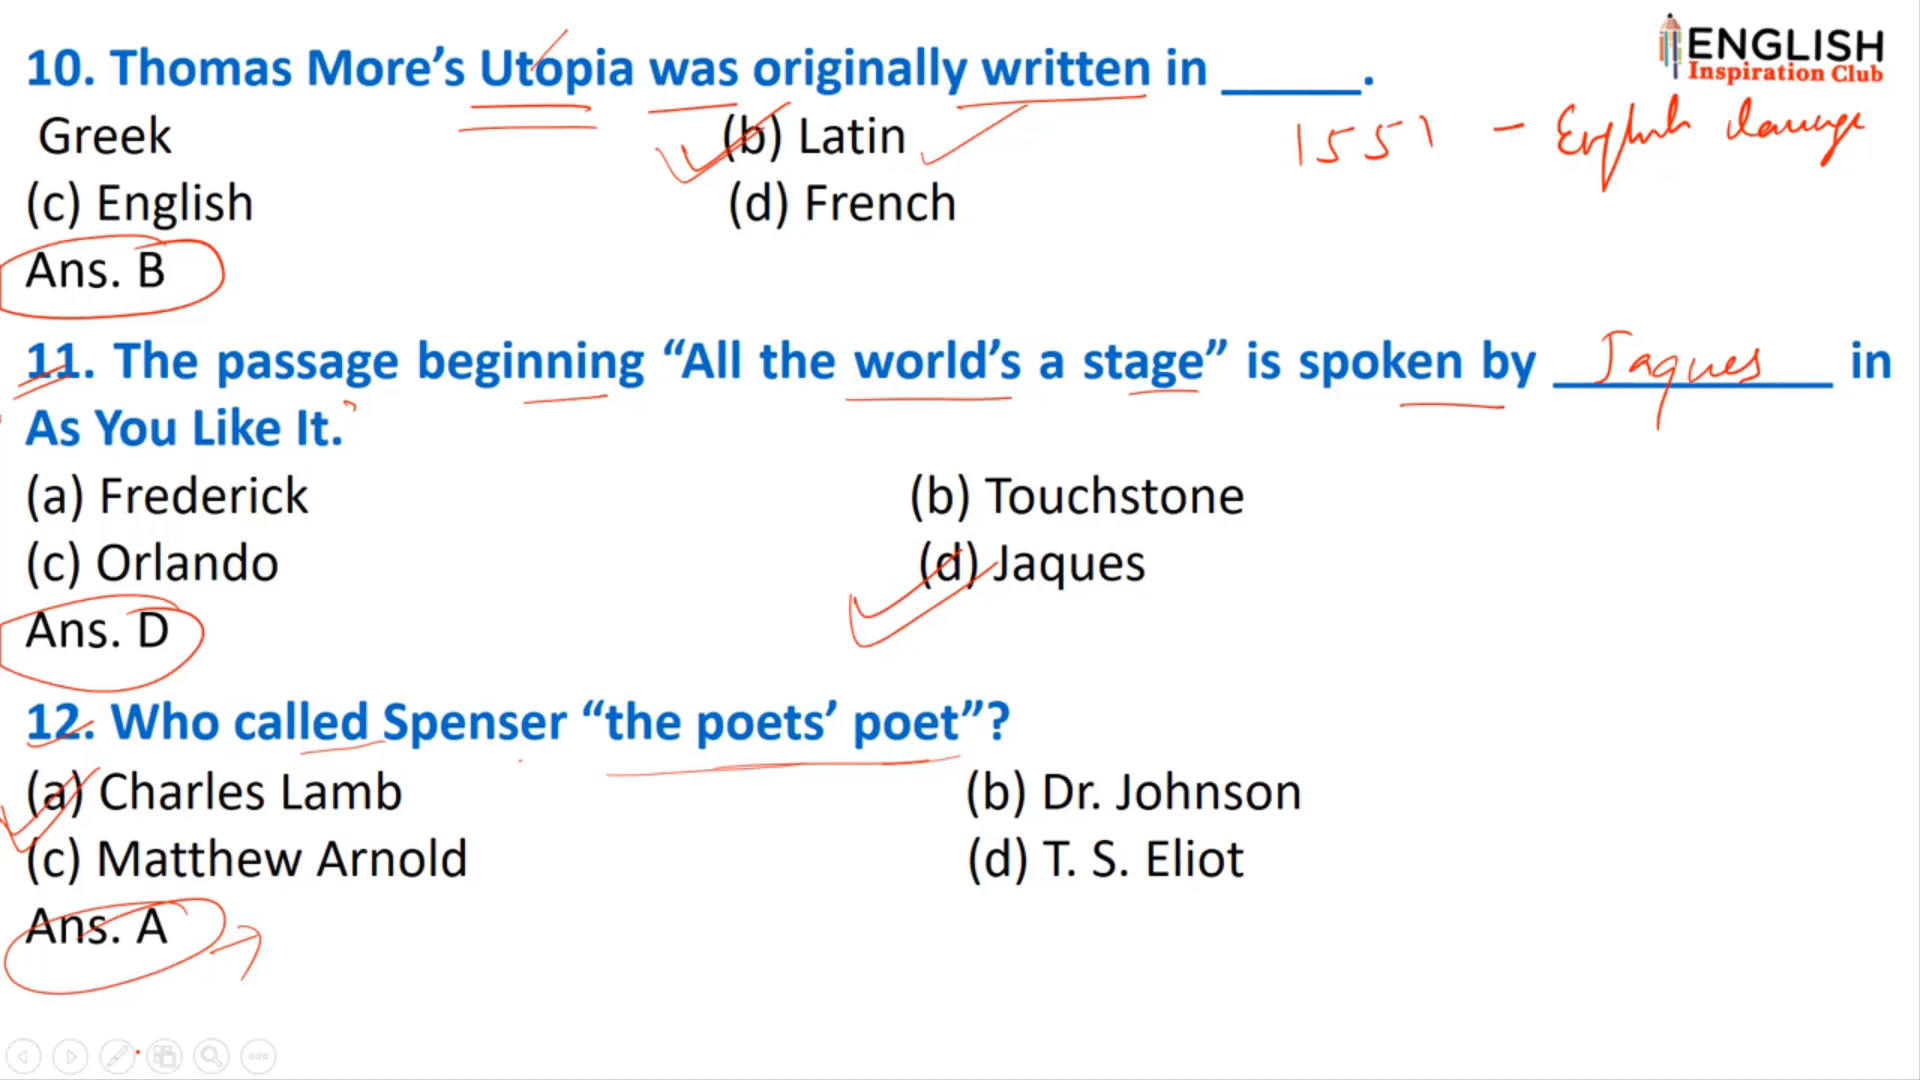 ENGLISH
Inspiration Club
10. Thomas More’s Utopia was originally written in _____.
Greek (b) Latin
1551 - English
(c) English (d) French
Ans. B
11. The passage beginning “All the world’s a stage” is spoken by Jaques in
As You Like It.
(a) Frederick (b) Touchstone
(c) Orlando (d) Jaques
Ans. D
12. Who called Spenser “the poets’ poet”?
(a) Charles Lamb (b) Dr. Johnson
(c) Matthew Arnold (d) T. S. Eliot
Ans. A